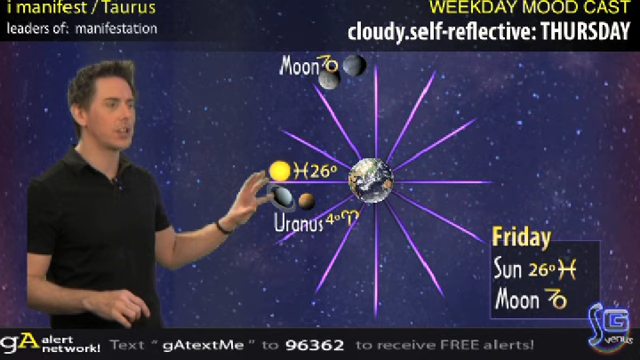 i manifest / Taurus
leaders of: manifestation
WEEKDAY MOOD CAST
cloudy.self-reflective: THURSDAY
Moon ♑
♓26°
Uranus 4°♈
Friday
Sun 26°♓
Moon ♑
SG
venus
gA alert
network!
Text "gAtextMe" to 96362 to receive FREE alerts!